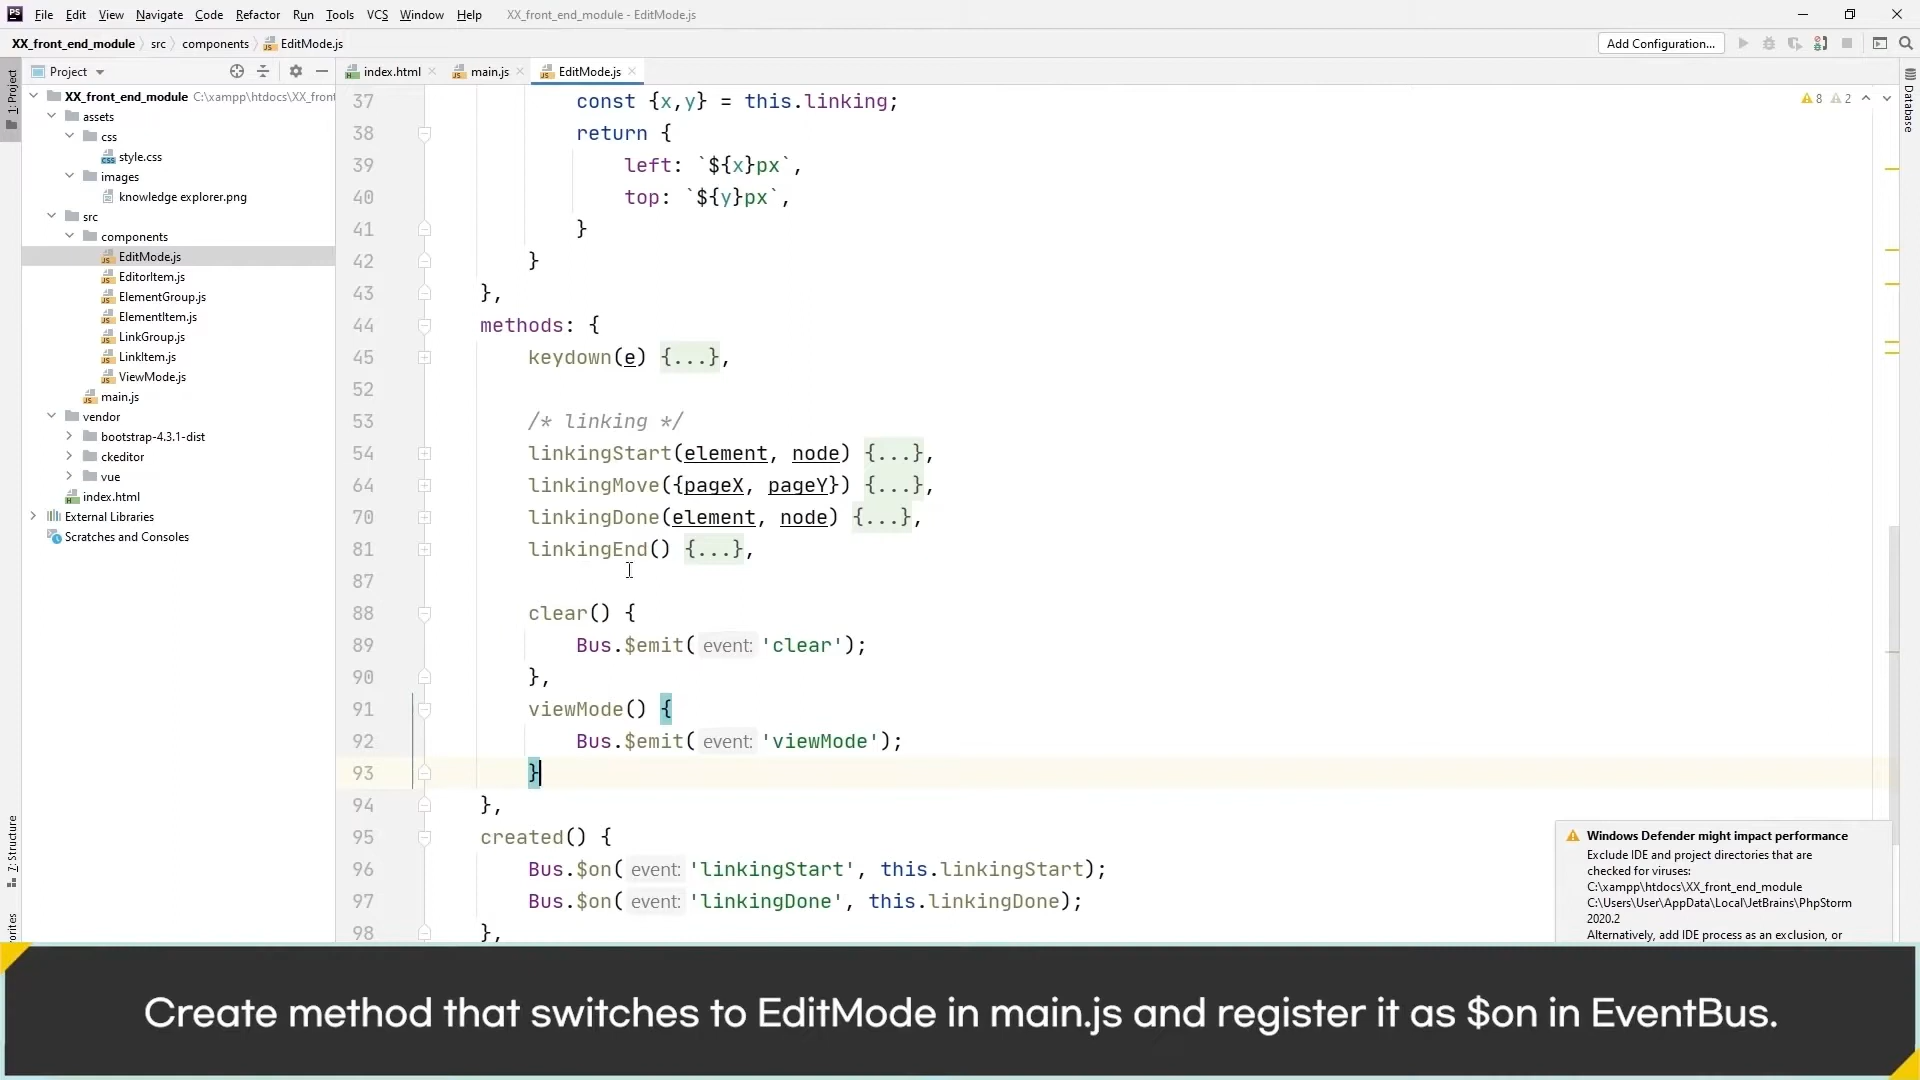 PS File Edit View Navigate Code Refactor Run Tools VCS Window Help XX_front_end_module - EditMode.js
XX_front_end_module src components EditMode.js Add Configuration...
1: Project
Project
index.html main.js EditMode.js
XX_front_end_module C:\xampp\htdocs\XX_front
assets
css
style.css
images
knowledge explorer.png
src
components
EditMode.js
EditorItem.js
ElementGroup.js
ElementItem.js
LinkGroup.js
LinkItem.js
ViewMode.js
main.js
vendor
bootstrap-4.3.1-dist
ckeditor
vue
index.html
External Libraries
Scratches and Consoles
7: Structure
orites
37 const {x,y} = this.linking;
38 return {
39 left: `${x}px`,
40 top: `${y}px`,
41 }
42 }
43 },
44 methods: {
45 keydown(e) {...},
52
53 /* linking */
54 linkingStart(element, node) {...},
64 linkingMove({pageX, pageY}) {...},
70 linkingDone(element, node) {...},
81 linkingEnd() {...},
87
88 clear() {
89 Bus.$emit( event: 'clear');
90 },
91 viewMode() {
92 Bus.$emit( event: 'viewMode');
93 }
94 },
95 created() {
96 Bus.$on( event: 'linkingStart', this.linkingStart);
97 Bus.$on( event: 'linkingDone', this.linkingDone);
98 },
8 2
Database
Windows Defender might impact performance
Exclude IDE and project directories that are
checked for viruses:
C:\xampp\htdocs\XX_front_end_module
C:\Users\User\AppData\Local\JetBrains\PhpStorm
2020.2
Alternatively, add IDE process as an exclusion, or
Create method that switches to EditMode in main.js and register it as $on in EventBus.